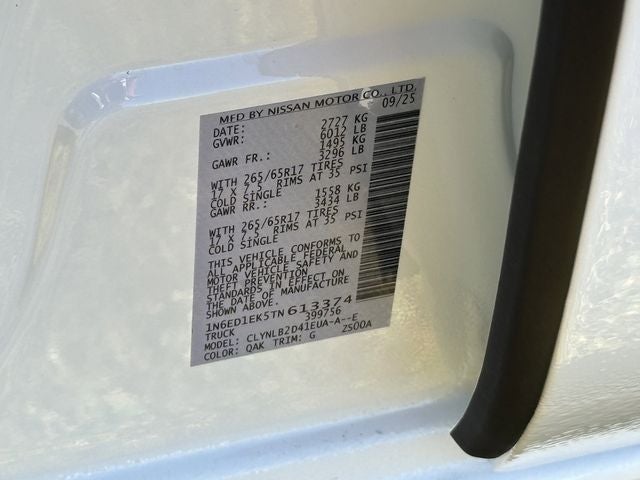 MFD BY NISSAN MOTOR CO., LTD.
DATE: 09/25
GVWR: 2727 KG
6012 LB
GAWR FR.: 1495 KG
3296 LB
WITH 265/65R17 TIRES
17 X 7.5 RIMS AT 35 PSI
COLD SINGLE
GAWR RR.: 1558 KG
3434 LB
WITH 265/65R17 TIRES
17 X 7.5 RIMS AT 35 PSI
COLD SINGLE
THIS VEHICLE CONFORMS TO
ALL APPLICABLE FEDERAL
MOTOR VEHICLE SAFETY AND
THEFT PREVENTION
STANDARDS IN EFFECT ON
THE DATE OF MANUFACTURE
SHOWN ABOVE.
1N6ED1EK5TN613374
TRUCK 399756
MODEL: CLYNLB2D41EUA-A--E
COLOR: QAK TRIM: G ZS00A